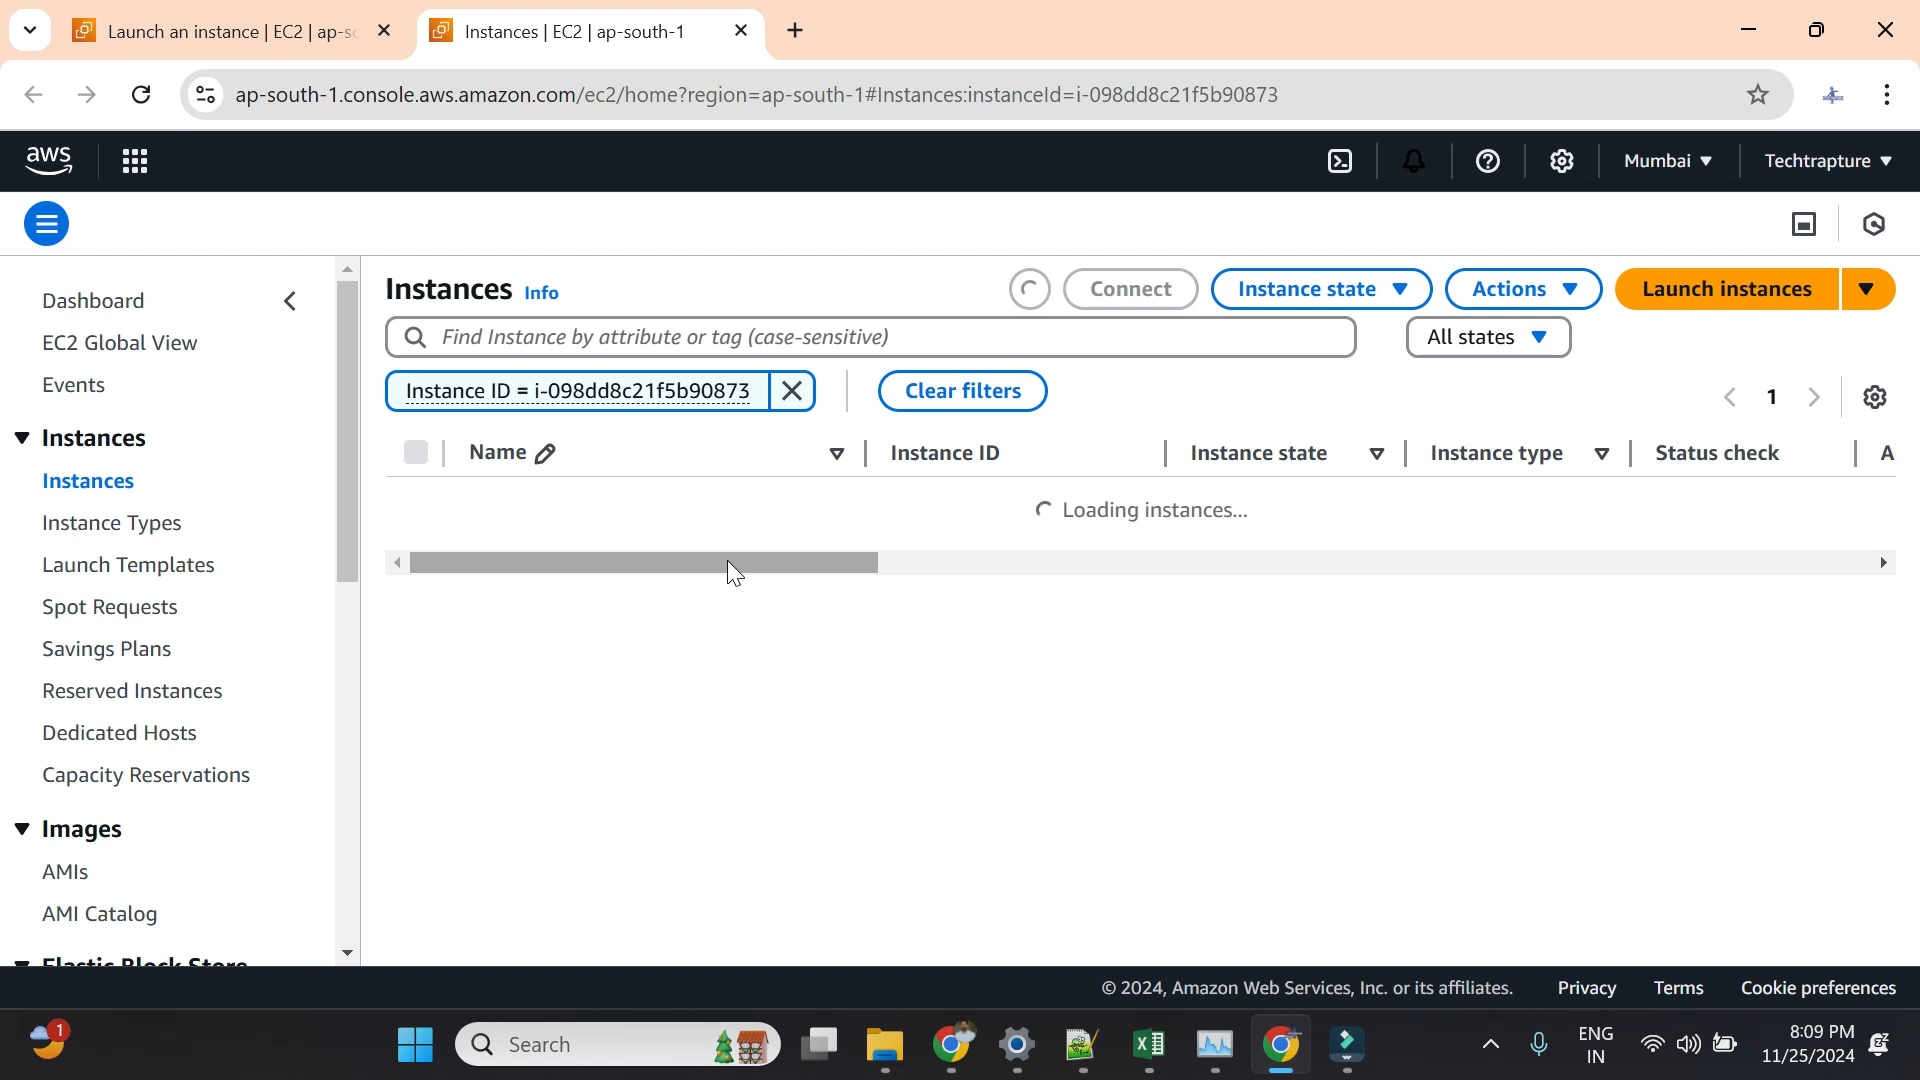 Launch an instance | EC2 | ap-s
Instances | EC2 | ap-south-1
ap-south-1.console.aws.amazon.com/ec2/home?region=ap-south-1#Instances:instanceId=i-098dd8c21f5b90873
aws
Mumbai
Techtrapture
Dashboard
EC2 Global View
Events
Instances
Instances
Instance Types
Launch Templates
Spot Requests
Savings Plans
Reserved Instances
Dedicated Hosts
Capacity Reservations
Images
AMIs
AMI Catalog
Elastic Block Store
Instances Info
Connect
Instance state
Actions
Launch instances
Find Instance by attribute or tag (case-sensitive)
All states
Instance ID = i-098dd8c21f5b90873
Clear filters
1
Name
Instance ID
Instance state
Instance type
Status check
A
Loading instances...
© 2024, Amazon Web Services, Inc. or its affiliates.
Privacy
Terms
Cookie preferences
1
Search
ENG
IN
8:09 PM
11/25/2024